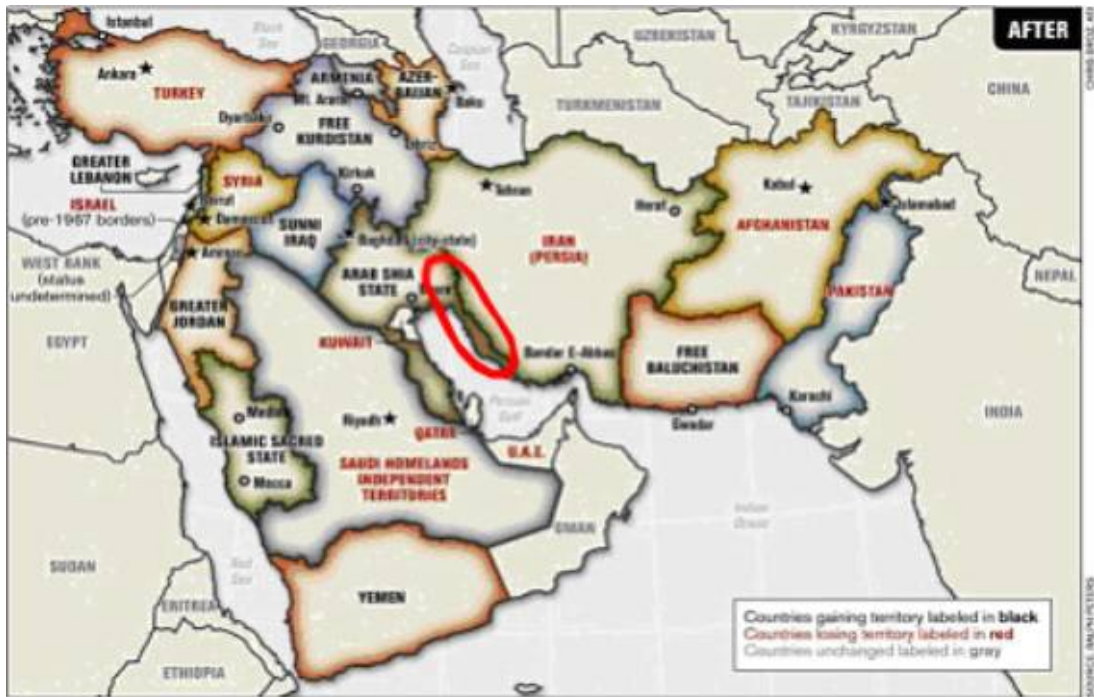 AFTER
Istanbul
Black
Sea
GEORGIA
Caspian
Sea
UZBEKISTAN
KYRGYZSTAN
Ankara
TURKEY
ARMENIA
AZER-
BAIJAN
Baku
Mt. Ararat
TURKMENISTAN
TAJIKISTAN
CHINA
FREE
KURDISTAN
GREATER
LEBANON
SYRIA
Kirkuk
Tehran
Herat
Kabul
Islamabad
ISRAEL
(pre-1967 borders)
Beirut
Damascus
SUNNI
IRAQ
Baghdad (city-state)
AFGHANISTAN
IRAN
(PERSIA)
WEST BANK
(status
undetermined)
Amman
ARAB SHIA
STATE
PAKISTAN
NEPAL
GREATER
JORDAN
EGYPT
KUWAIT
Bandar E-Abbas
FREE
BALUCHISTAN
Karachi
Gwadar
INDIA
Persian
Gulf
Medina
Riyadh
QATAR
U.A.E.
ISLAMIC SACRED
STATE
Mecca
SAUDI HOMELANDS
INDEPENDENT
TERRITORIES
OMAN
Indian
Ocean
SUDAN
Red
Sea
YEMEN
ERITREA
ETHIOPIA
Countries gaining territory labeled in black
Countries losing territory labeled in red
Countries unchanged labeled in gray